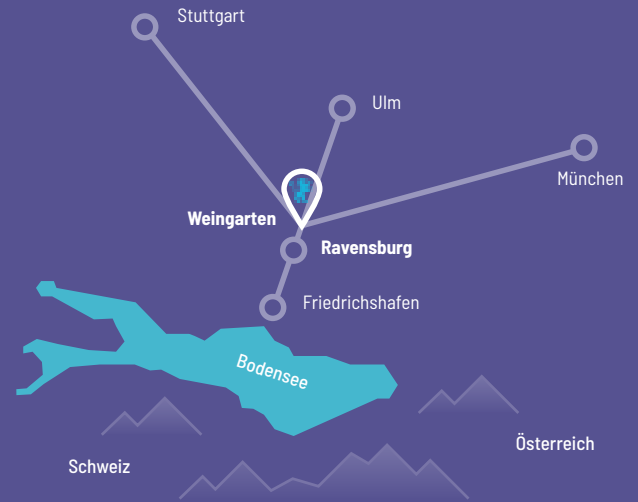 Stuttgart
Ulm
München
Weingarten
Ravensburg
Friedrichshafen
Bodensee
Österreich
Schweiz